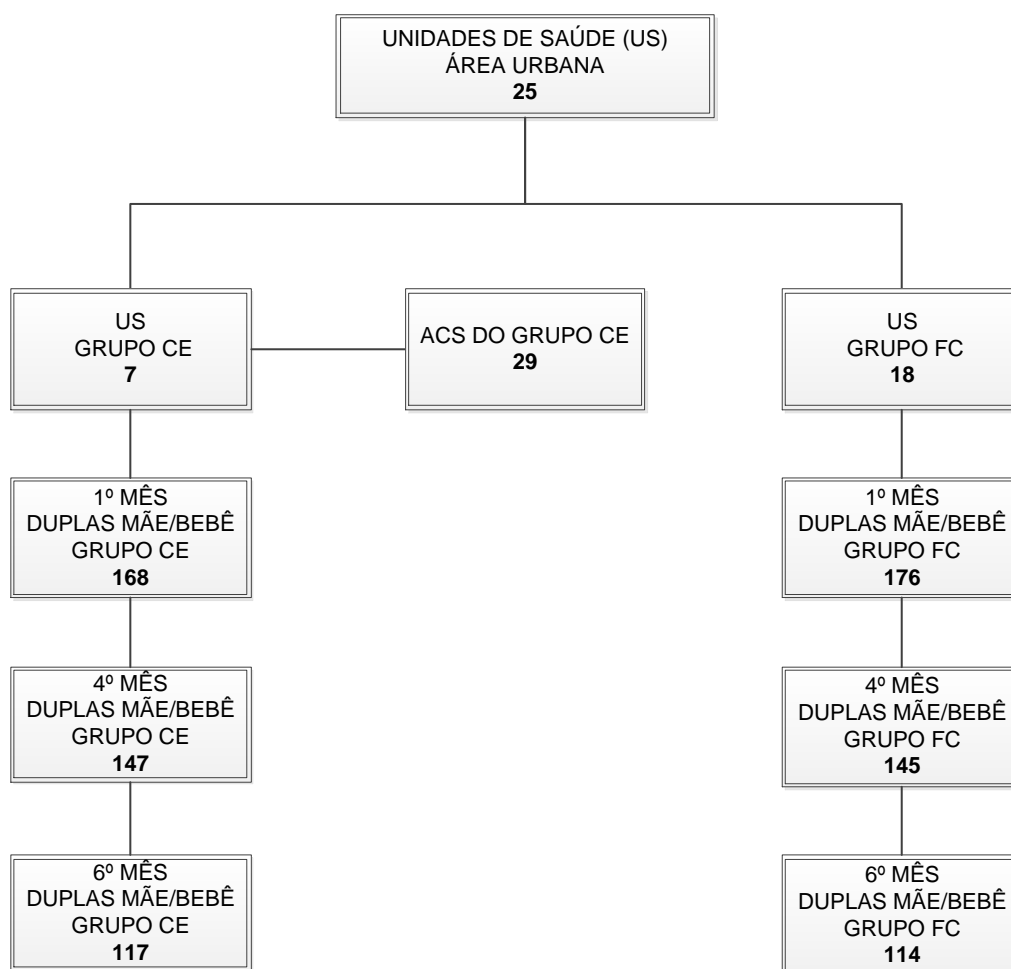 UNIDADES DE SAÚDE (US)
ÁREA URBANA
25
US
GRUPO CE
7
ACS DO GRUPO CE
29
US
GRUPO FC
18
1º MÊS
DUPLAS MÃE/BEBÊ
GRUPO CE
168
1º MÊS
DUPLAS MÃE/BEBÊ
GRUPO FC
176
4º MÊS
DUPLAS MÃE/BEBÊ
GRUPO CE
147
4º MÊS
DUPLAS MÃE/BEBÊ
GRUPO FC
145
6º MÊS
DUPLAS MÃE/BEBÊ
GRUPO CE
117
6º MÊS
DUPLAS MÃE/BEBÊ
GRUPO FC
114